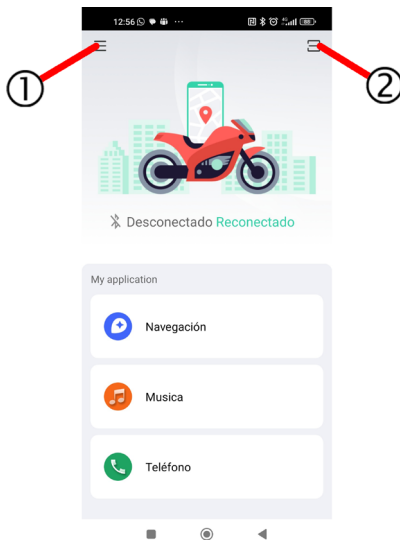 12:56
① ②
Desconectado Reconectado
My application
Navegación
Musica
Teléfono